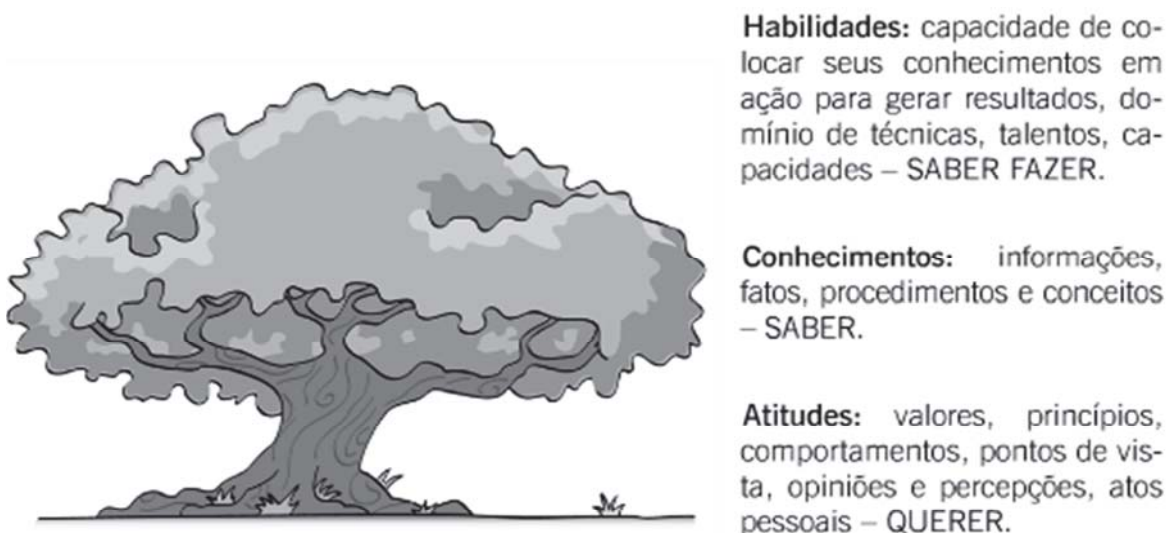 Habilidades: capacidade de co-
locar seus conhecimentos em
ação para gerar resultados, do-
mínio de técnicas, talentos, ca-
pacidades – SABER FAZER.
Conhecimentos: informações,
fatos, procedimentos e conceitos
– SABER.
Atitudes: valores, princípios,
comportamentos, pontos de vis-
ta, opiniões e percepções, atos
pessoais – QUERER.